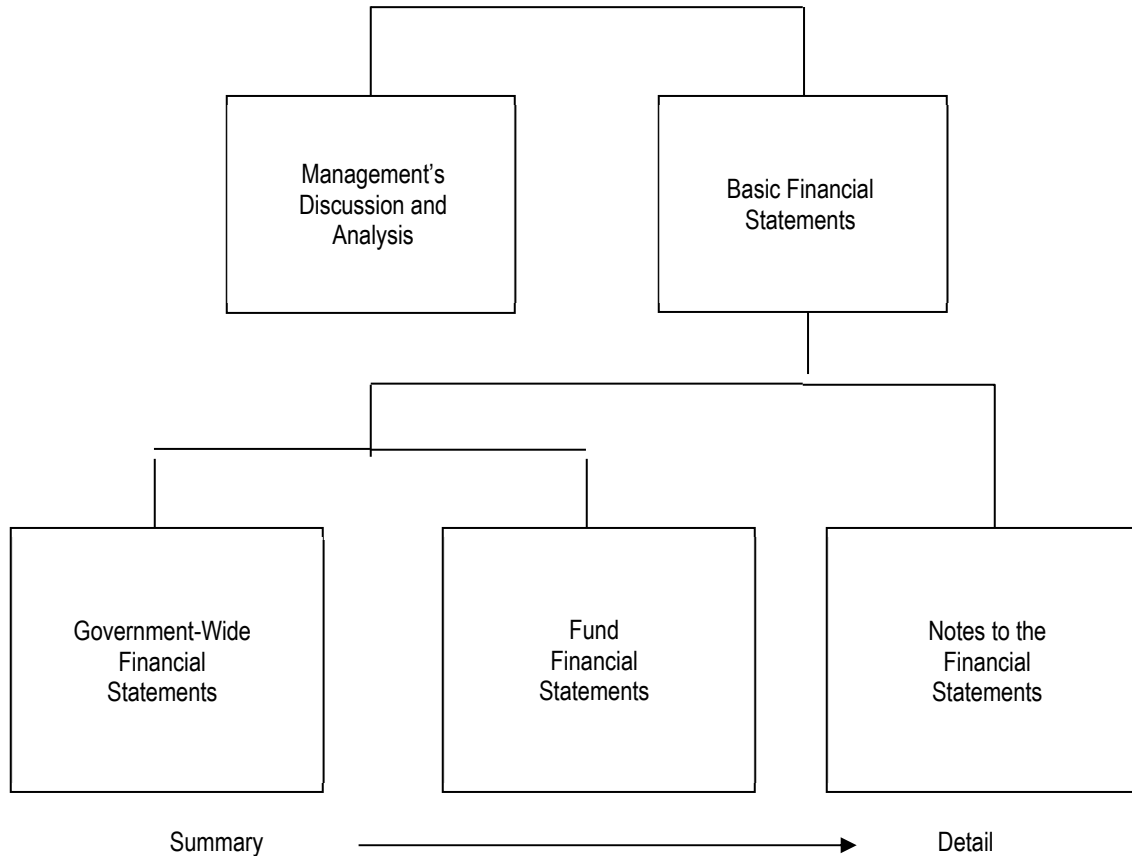 Management’s
Discussion and
Analysis
Basic Financial
Statements
Government-Wide
Financial
Statements
Fund
Financial
Statements
Notes to the
Financial
Statements
Summary
Detail